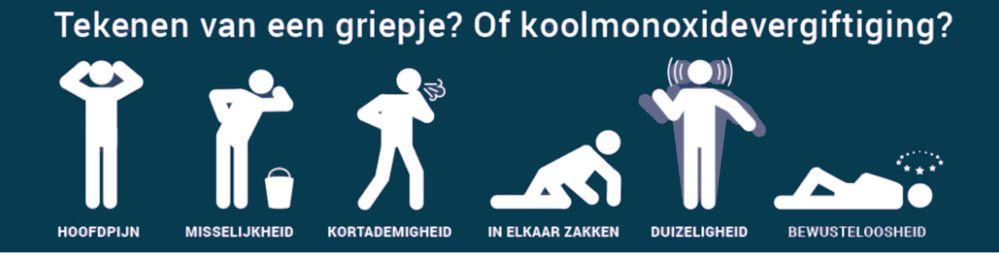 Tekenen van een griepje? Of koolmonoxidevergiftiging?
HOOFDPIJN MISSELIJKHEID KORTADEMIGHEID IN ELKAAR ZAKKEN DUIZELIGHEID BEWUSTELOOSHEID